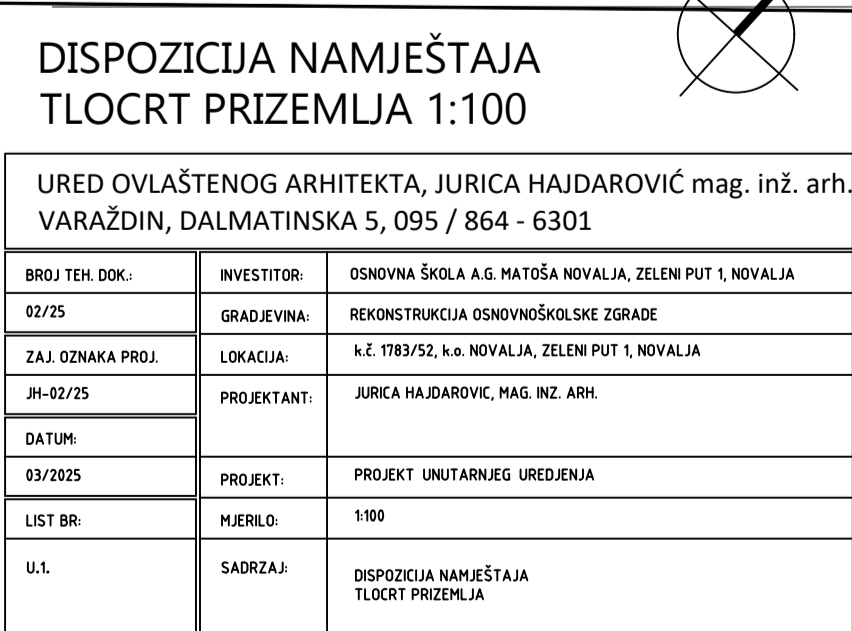 DISPOZICIJA NAMJEŠTAJA
TLOCRT PRIZEMLJA 1:100
URED OVLAŠTENOG ARHITEKTA, JURICA HAJDAROVIĆ mag. inž. arh.
VARAŽDIN, DALMATINSKA 5, 095 / 864 - 6301
BROJ TEH. DOK.:
02/25
ZAJ. OZNAKA PROJ.
JH-02/25
DATUM:
03/2025
LIST BR:
U.1.
INVESTITOR: OSNOVNA ŠKOLA A.G. MATOŠA NOVALJA, ZELENI PUT 1, NOVALJA
GRADJEVINA: REKONSTRUKCIJA OSNOVNOŠKOLSKE ZGRADE
LOKACIJA: k.č. 1783/52, k.o. NOVALJA, ZELENI PUT 1, NOVALJA
PROJEKTANT: JURICA HAJDAROVIC, MAG. INZ. ARH.
PROJEKT: PROJEKT UNUTARNJEG UREDJENJA
MJERILO: 1:100
SADRZAJ: DISPOZICIJA NAMJEŠTAJA
TLOCRT PRIZEMLJA